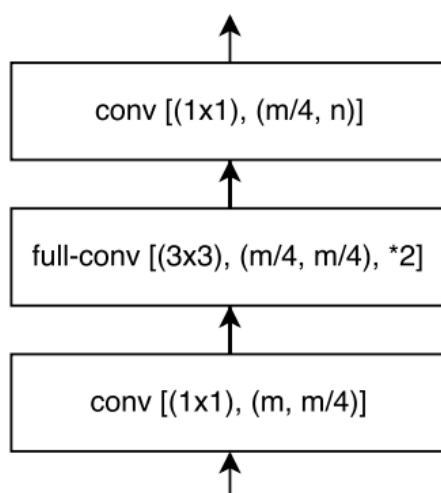 conv [(1x1), (m/4, n)]
full-conv [(3x3), (m/4, m/4), *2]
conv [(1x1), (m, m/4)]